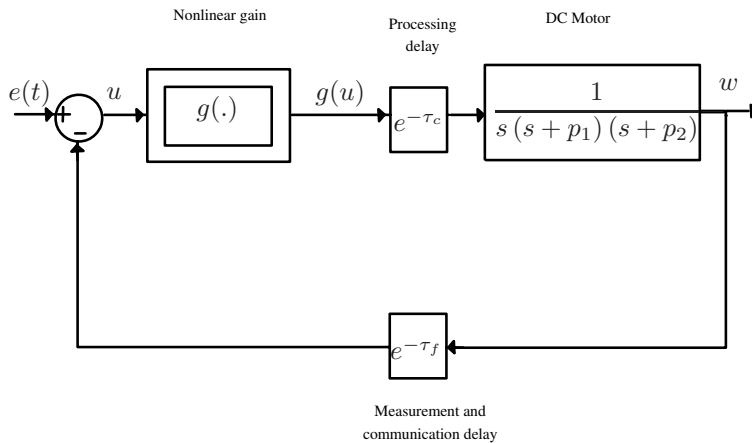 Nonlinear gain
Processing
delay
DC Motor
e(t)
+
−
u
g(.)
g(u)
e^{−τ_c}
1
s (s + p_1) (s + p_2)
w
e^{−τ_f}
Measurement and
communication delay